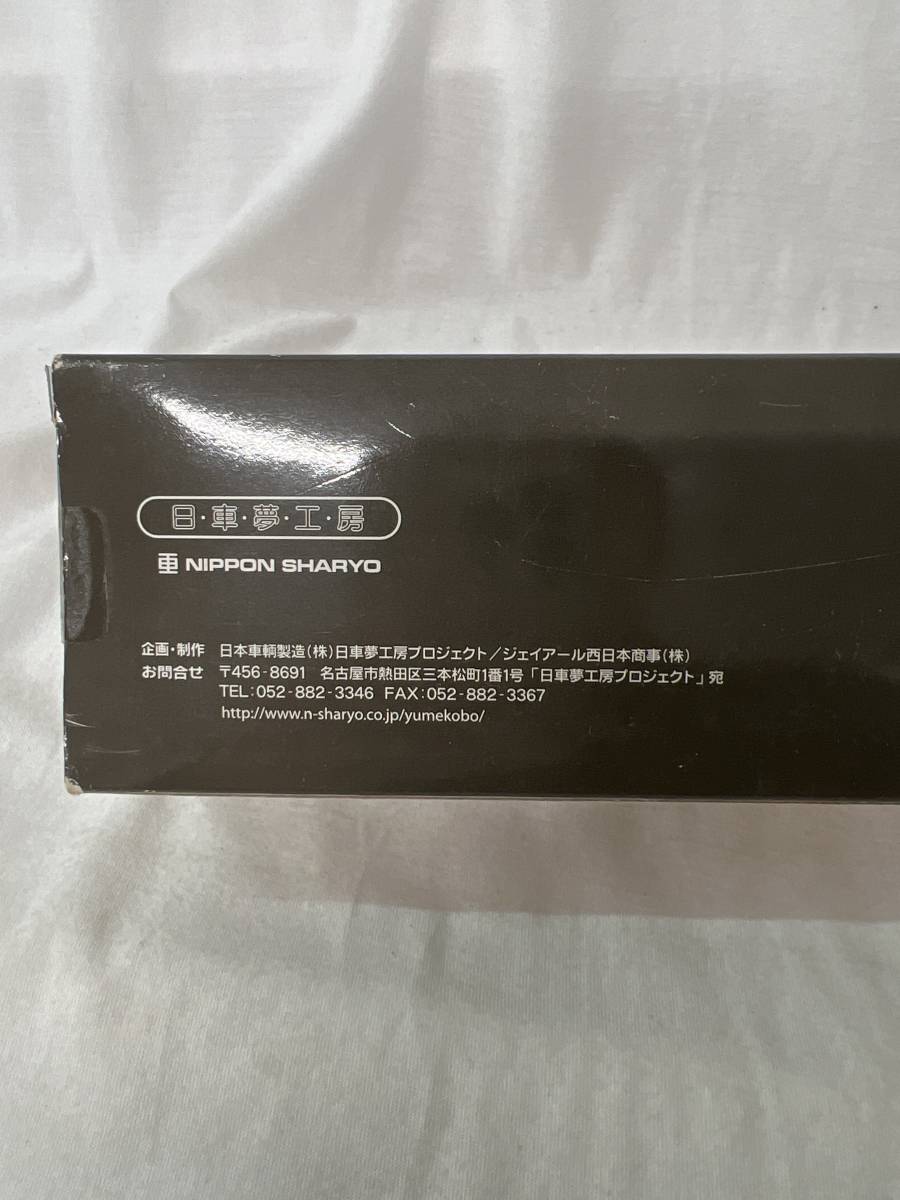 日・車・夢・工・房
NIPPON SHARYO
企画・制作 日本車輌製造(株)日車夢工房プロジェクト/ジェイアール西日本商事(株)
お問合せ 〒456-8691 名古屋市熱田区三本松町1番1号「日車夢工房プロジェクト」宛
TEL:052-882-3346 FAX:052-882-3367
http://www.n-sharyo.co.jp/yumekobo/